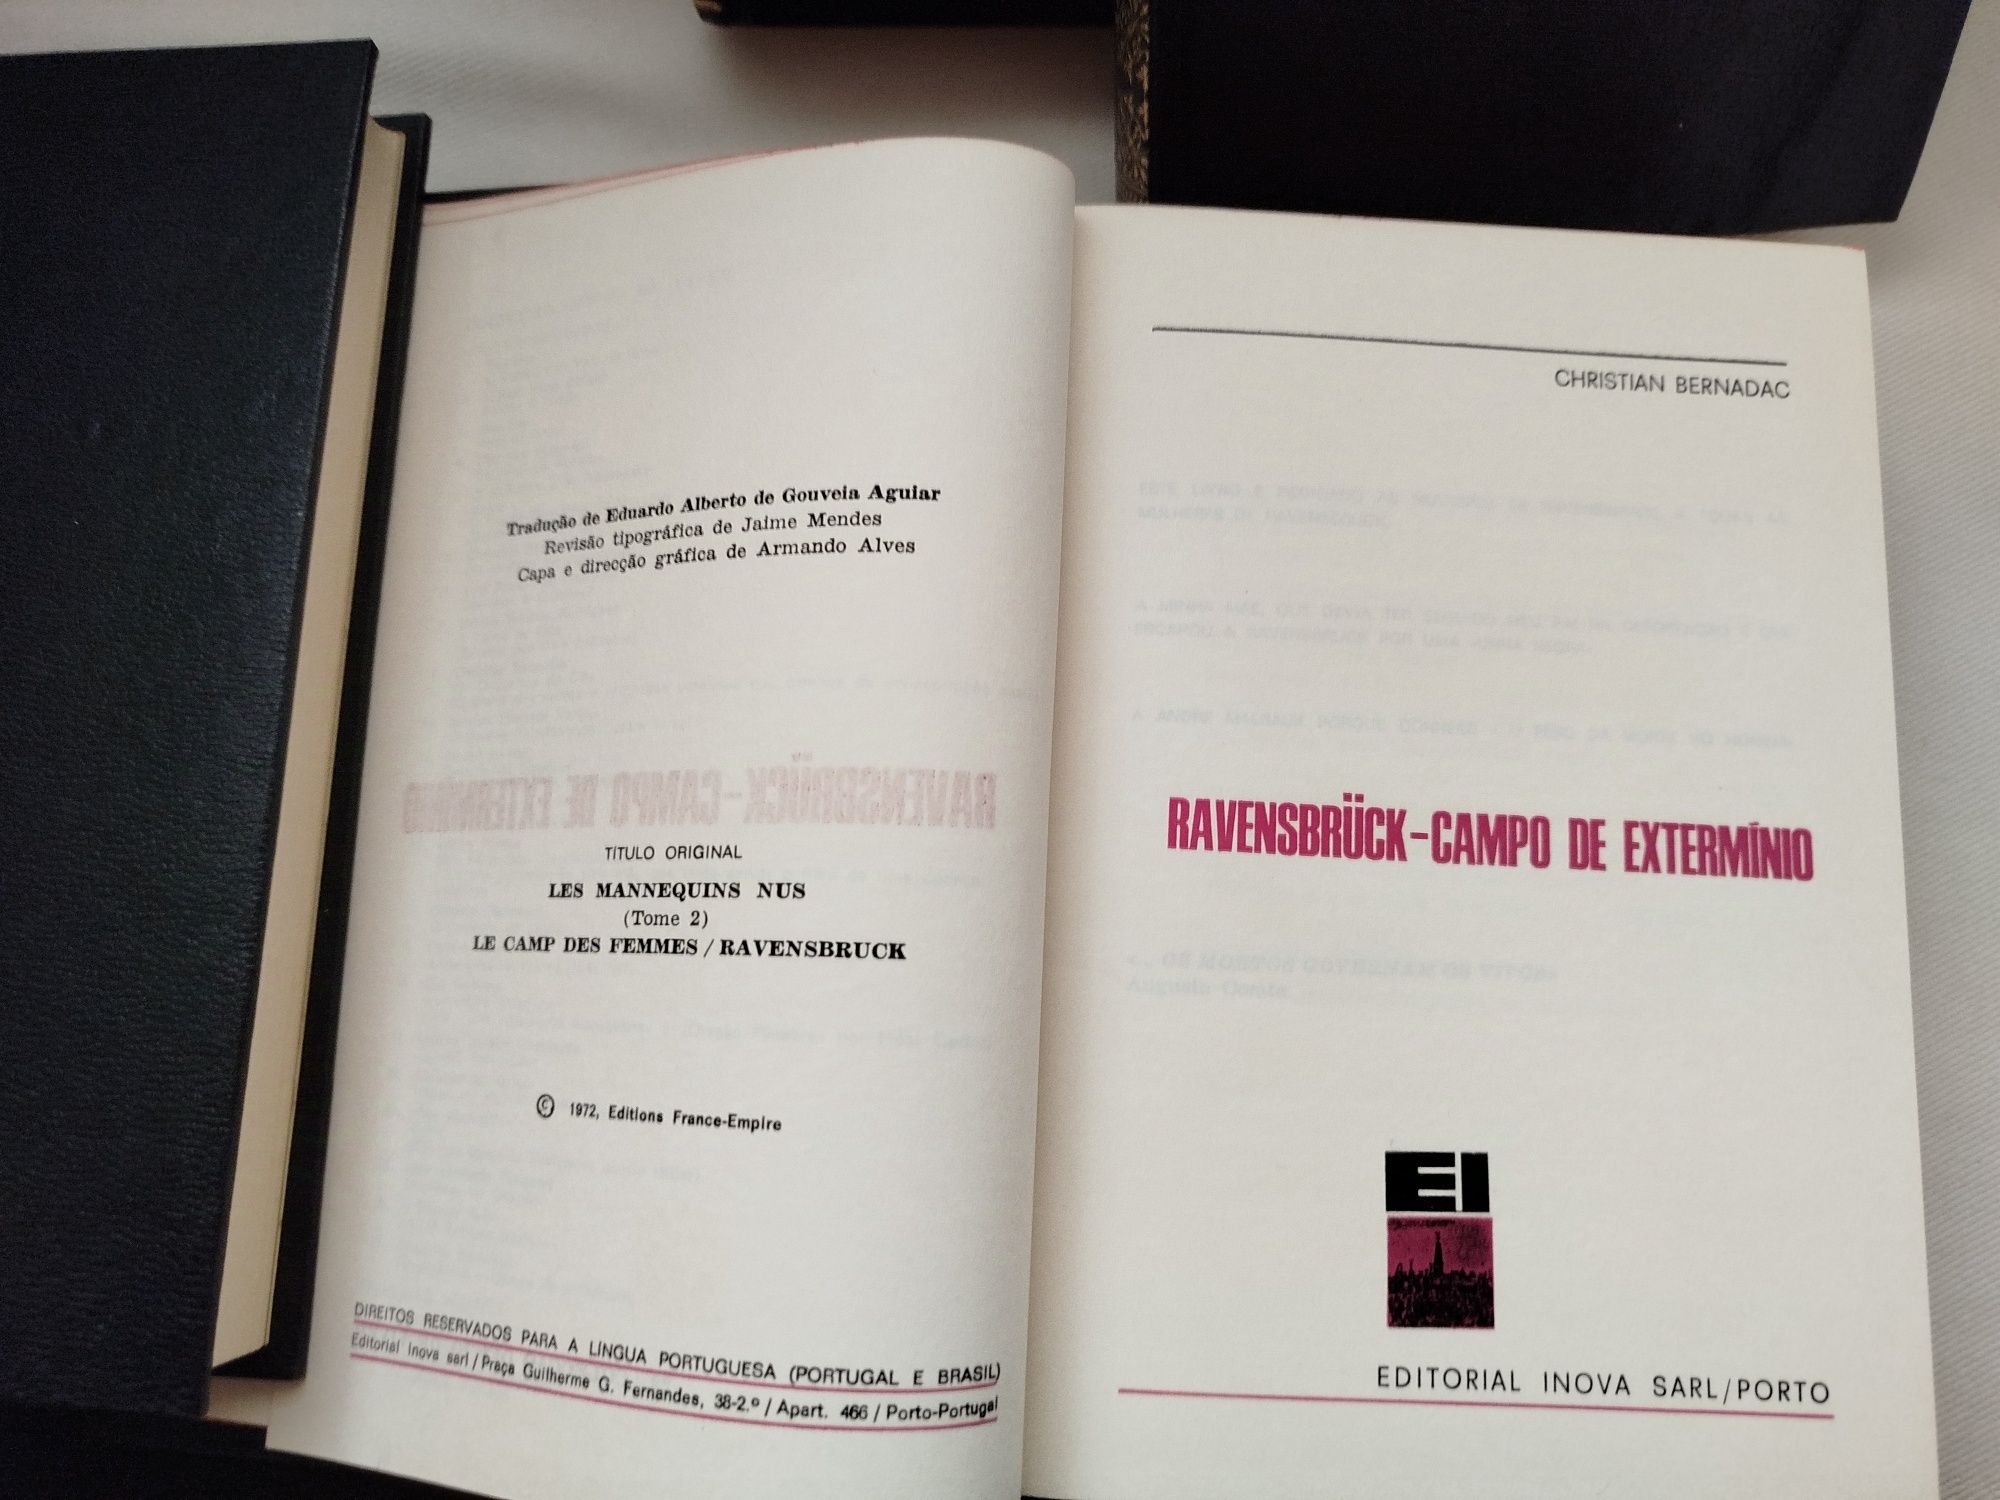 Tradução de Eduardo Alberto de Gouveia Aguiar
Revisão tipográfica de Jaime Mendes
Capa e direcção gráfica de Armando Alves
TÍTULO ORIGINAL
LES MANNEQUINS NUS
(Tome 2)
LE CAMP DES FEMMES / RAVENSBRUCK
© 1972, Editions France-Empire
DIREITOS RESERVADOS PARA A LÍNGUA PORTUGUESA (PORTUGAL E BRASIL)
Editorial Inova sarl / Praça Guilherme G. Fernandes, 38-2.º / Apart. 466 / Porto-Portugal
CHRISTIAN BERNADAC
RAVENSBRÜCK-CAMPO DE EXTERMÍNIO
EI
EDITORIAL INOVA SARL/PORTO